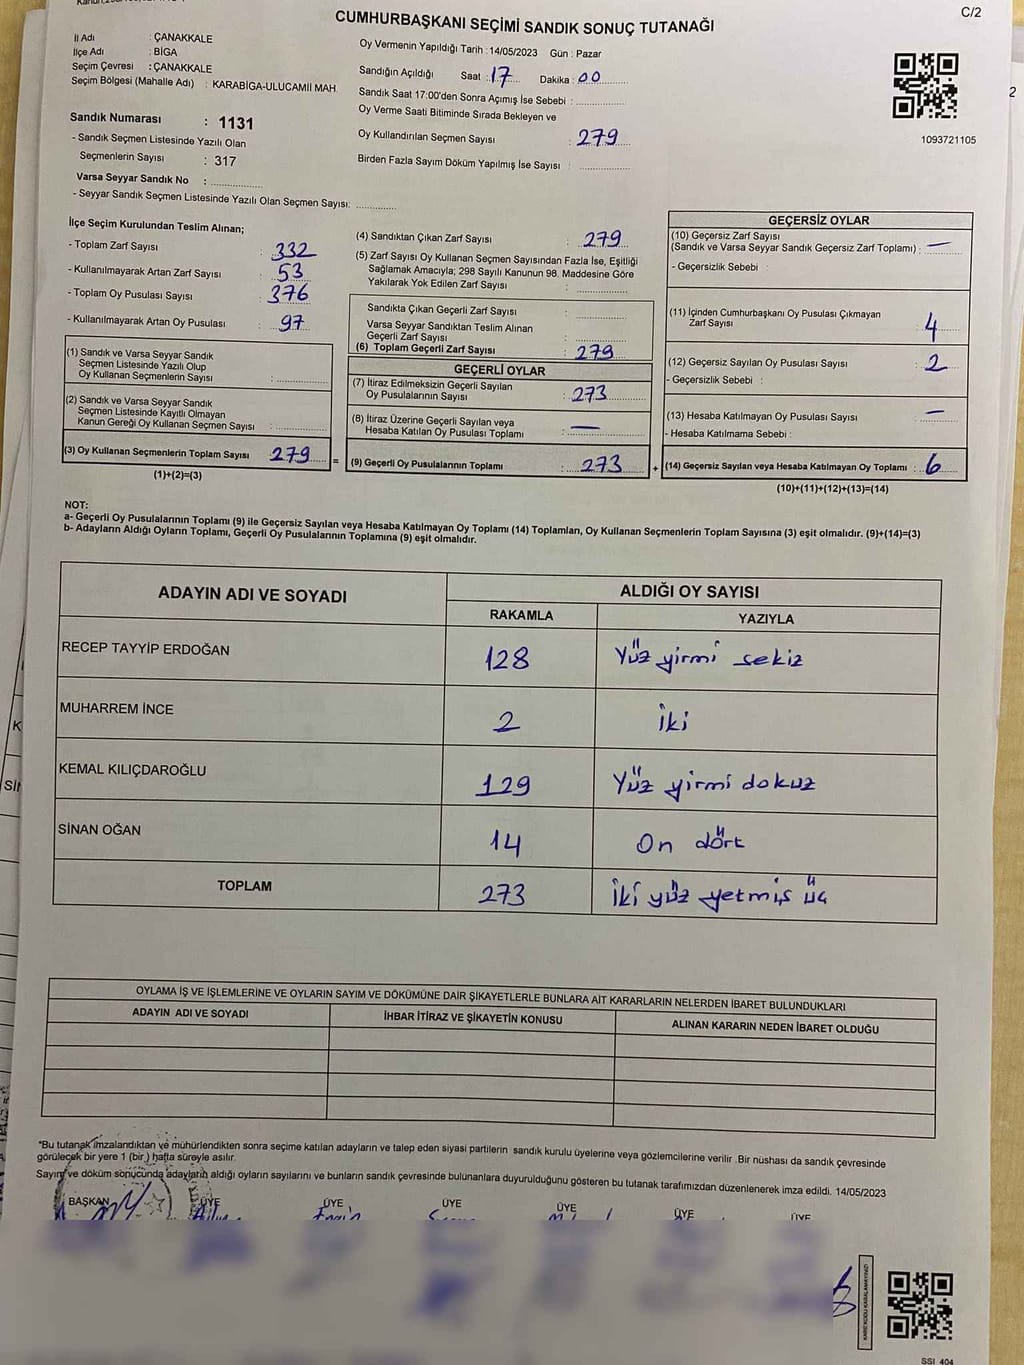 C/2
CUMHURBAŞKANI SEÇİMİ SANDIK SONUÇ TUTANAĞI
İl Adı : ÇANAKKALE
İlçe Adı : BİGA
Seçim Çevresi : ÇANAKKALE
Seçim Bölgesi (Mahalle Adı) : KARABİGA-ULUCAMİİ MAH.
Sandık Numarası : 1131
- Sandık Seçmen Listesinde Yazılı Olan
Seçmenlerin Sayısı : 317
Varsa Seyyar Sandık No :
- Seyyar Sandık Seçmen Listesinde Yazılı Olan Seçmen Sayısı:
Oy Vermenin Yapıldığı Tarih : 14/05/2023 Gün : Pazar
Sandığın Açıldığı Saat : 17 Dakika : 00
Sandık Saat 17:00'den Sonra Açımış İse Sebebi :
Oy Verme Saati Bitiminde Sırada Bekleyen ve
Oy Kullandırılan Seçmen Sayısı : 279
Birden Fazla Sayım Döküm Yapılmış İse Sayısı :
1093721105
2
İlçe Seçim Kurulundan Teslim Alınan;
- Toplam Zarf Sayısı : 332
- Kullanılmayarak Artan Zarf Sayısı : 53
- Toplam Oy Pusulası Sayısı : 376
- Kullanılmayarak Artan Oy Pusulası : 97
(1) Sandık ve Varsa Seyyar Sandık
Seçmen Listesinde Yazılı Olup
Oy Kullanan Seçmenlerin Sayısı :
(2) Sandık ve Varsa Seyyar Sandık
Seçmen Listesinde Kayıtlı Olmayan
Kanun Gereği Oy Kullanan Seçmen Sayısı :
(3) Oy Kullanan Seçmenlerin Toplam Sayısı : 279 =
(1)+(2)=(3)
(4) Sandıktan Çıkan Zarf Sayısı : 279
(5) Zarf Sayısı Oy Kullanan Seçmen Sayısından Fazla İse, Eşitliği
Sağlamak Amacıyla; 298 Sayılı Kanunun 98. Maddesine Göre
Yakılarak Yok Edilen Zarf Sayısı :
Sandıkta Çıkan Geçerli Zarf Sayısı :
Varsa Seyyar Sandıktan Teslim Alınan
Geçerli Zarf Sayısı :
(6) Toplam Geçerli Zarf Sayısı : 279
GEÇERLİ OYLAR
(7) İtiraz Edilmeksizin Geçerli Sayılan
Oy Pusulalarının Sayısı : 273
(8) İtiraz Üzerine Geçerli Sayılan veya
Hesaba Katılan Oy Pusulası Toplamı : —
(9) Geçerli Oy Pusulalarının Toplamı : 273 +
GEÇERSİZ OYLAR
(10) Geçersiz Zarf Sayısı
(Sandık ve Varsa Seyyar Sandık Geçersiz Zarf Toplamı) : —
- Geçersizlik Sebebi :
(11) İçinden Cumhurbaşkanı Oy Pusulası Çıkmayan
Zarf Sayısı : 4
(12) Geçersiz Sayılan Oy Pusulası Sayısı : 2
- Geçersizlik Sebebi :
(13) Hesaba Katılmayan Oy Pusulası Sayısı : —
- Hesaba Katılmama Sebebi :
(14) Geçersiz Sayılan veya Hesaba Katılmayan Oy Toplamı : 6
(10)+(11)+(12)+(13)=(14)
NOT:
a- Geçerli Oy Pusulalarının Toplamı (9) ile Geçersiz Sayılan veya Hesaba Katılmayan Oy Toplamı (14) Toplamları, Oy Kullanan Seçmenlerin Toplam Sayısına (3) eşit olmalıdır. (9)+(14)=(3)
b- Adayların Aldığı Oyların Toplamı, Geçerli Oy Pusulalarının Toplamına (9) eşit olmalıdır.
ADAYIN ADI VE SOYADI ALDIĞI OY SAYISI
RAKAMLA YAZIYLA
RECEP TAYYİP ERDOĞAN 128 Yüz yirmi sekiz
MUHARREM İNCE 2 İki
KEMAL KILIÇDAROĞLU 129 Yüz yirmi dokuz
SİNAN OĞAN 14 On dört
TOPLAM 273 İki yüz yetmiş üç
OYLAMA İŞ VE İŞLEMLERİNE VE OYLARIN SAYIM VE DÖKÜMÜNE DAİR ŞİKAYETLERLE BUNLARA AİT KARARLARIN NELERDEN İBARET BULUNDUKLARI
ADAYIN ADI VE SOYADI İHBAR İTİRAZ VE ŞİKAYETİN KONUSU ALINAN KARARIN NEDEN İBARET OLDUĞU
*Bu tutanak imzalandıktan ve mühürlendikten sonra seçime katılan adayların ve talep eden siyasi partilerin sandık kurulu üyelerine veya gözlemcilerine verilir .Bir nüshası da sandık çevresinde
görülecek bir yere 1 (bir ) hafta süreyle asılır.
Sayım ve döküm sonucunda adayların aldığı oyların sayılarını ve bunların sandık çevresinde bulunanlara duyurulduğunu gösteren bu tutanak tarafımızdan düzenlenerek imza edildi. 14/05/2023
BAŞKAN ÜYE ÜYE ÜYE ÜYE ÜYE ÜYE
KAREKODU KARALAMAYINIZ!
SSİ 404